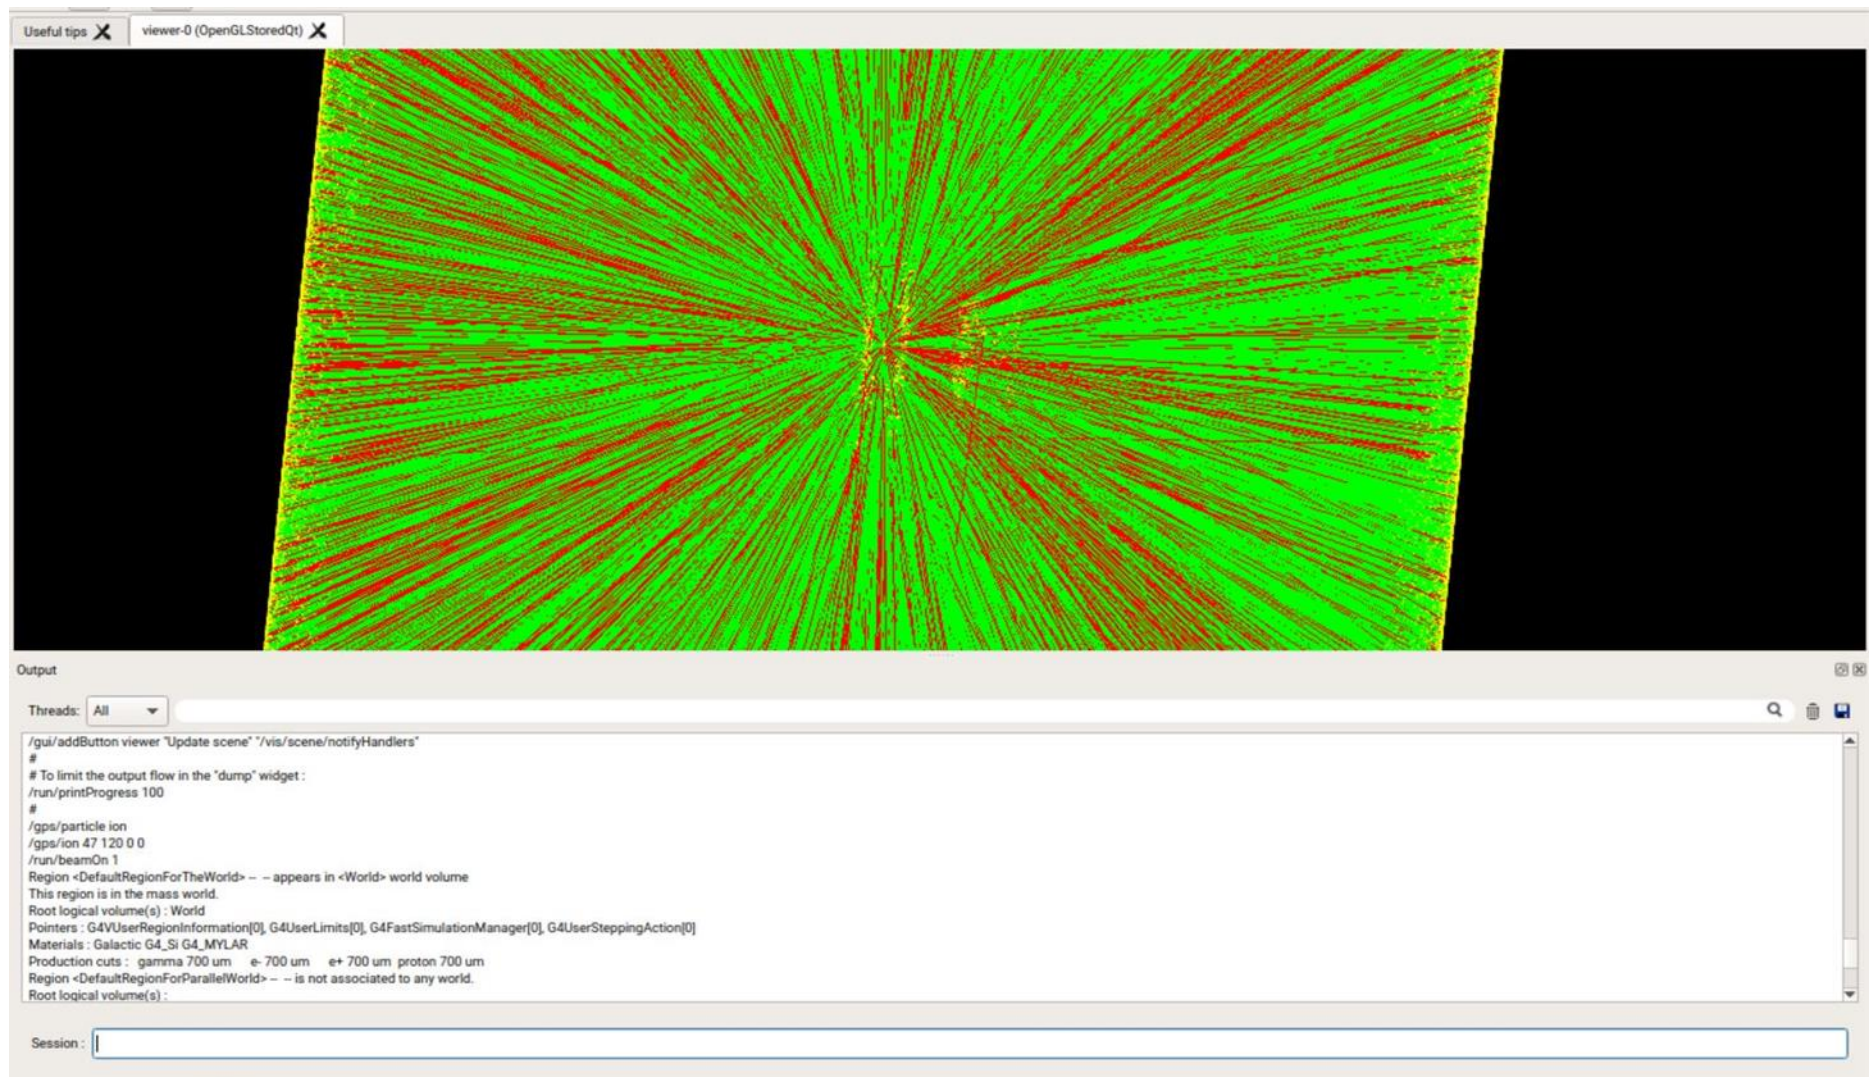 Useful tips
viewer-0 (OpenGLStoredQt)
Output
Threads: All
/gui/addButton viewer "Update scene" "/vis/scene/notifyHandlers"
#
# To limit the output flow in the "dump" widget :
/run/printProgress 100
#
/gps/particle ion
/gps/ion 47 120 0 0
/run/beamOn 1
Region <DefaultRegionForTheWorld> -- -- appears in <World> world volume
This region is in the mass world.
Root logical volume(s) : World
Pointers : G4VUserRegionInformation[0], G4UserLimits[0], G4FastSimulationManager[0], G4UserSteppingAction[0]
Materials : Galactic G4_Si G4_MYLAR
Production cuts : gamma 700 um e- 700 um e+ 700 um proton 700 um
Region <DefaultRegionForParallelWorld> -- -- is not associated to any world.
Root logical volume(s) :
Session :